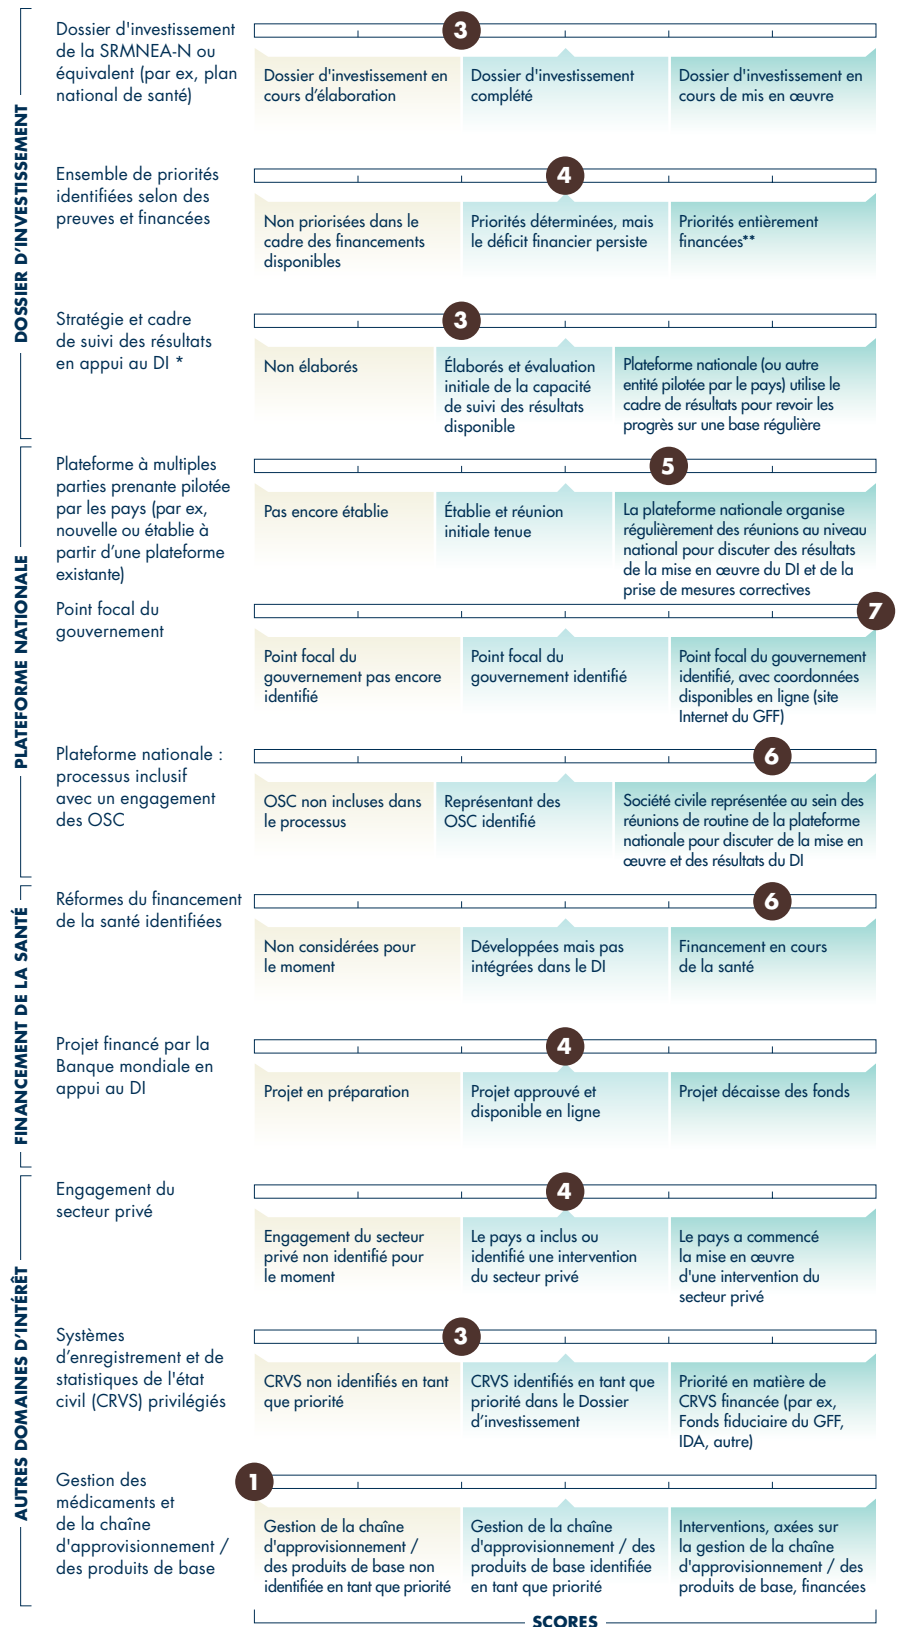 DOSSIER D'INVESTISSEMENT
Dossier d'investissement
de la SRMNEA-N ou
équivalent (par ex, plan
national de santé)
3
Dossier d'investissement en
cours d’élaboration
Dossier d'investissement
complété
Dossier d'investissement en
cours de mis en œuvre
Ensemble de priorités
identifiées selon des
preuves et financées
4
Non priorisées dans le
cadre des financements
disponibles
Priorités déterminées, mais
le déficit financier persiste
Priorités entièrement
financées**
Stratégie et cadre
de suivi des résultats
en appui au DI *
3
Non élaborés
Élaborés et évaluation
initiale de la capacité
de suivi des résultats
disponible
Plateforme nationale (ou autre
entité pilotée par le pays) utilise le
cadre de résultats pour revoir les
progrès sur une base régulière
PLATEFORME NATIONALE
Plateforme à multiples
parties prenante pilotée
par les pays (par ex,
nouvelle ou établie à
partir d’une plateforme
existante)
5
Pas encore établie
Établie et réunion
initiale tenue
La plateforme nationale organise
régulièrement des réunions au niveau
national pour discuter des résultats
de la mise en œuvre du DI et de la
prise de mesures correctives
Point focal du
gouvernement
7
Point focal du
gouvernement pas encore
identifié
Point focal du
gouvernement identifié
Point focal du gouvernement
identifié, avec coordonnées
disponibles en ligne (site
Internet du GFF)
Plateforme nationale :
processus inclusif
avec un engagement
des OSC
6
OSC non incluses dans
le processus
Représentant des
OSC identifié
Société civile représentée au sein des
réunions de routine de la plateforme
nationale pour discuter de la mise en
œuvre et des résultats du DI
FINANCEMENT DE LA SANTÉ
Réformes du financement
de la santé identifiées
6
Non considérées pour
le moment
Développées mais pas
intégrées dans le DI
Financement en cours
de la santé
Projet financé par la
Banque mondiale en
appui au DI
4
Projet en préparation
Projet approuvé et
disponible en ligne
Projet décaisse des fonds
AUTRES DOMAINES D’INTÉRÊT
Engagement du
secteur privé
4
Engagement du secteur
privé non identifié pour
le moment
Le pays a inclus ou
identifié une intervention
du secteur privé
Le pays a commencé
la mise en œuvre
d'une intervention du
secteur privé
Systèmes
d’enregistrement et de
statistiques de l'état
civil (CRVS) privilégiés
3
CRVS non identifiés en tant
que priorité
CRVS identifiés en tant que
priorité dans le Dossier
d’investissement
Priorité en matière de
CRVS financée (par ex,
Fonds fiduciaire du GFF,
IDA, autre)
Gestion des
médicaments et
de la chaîne
d'approvisionnement /
des produits de base
1
Gestion de la chaîne
d'approvisionnement /
des produits de base non
identifiée en tant que priorité
Gestion de la chaîne
d'approvisionnement / des
produits de base identifiée
en tant que priorité
Interventions, axées sur
la gestion de la chaîne
d'approvisionnement / des
produits de base, financées
SCORES